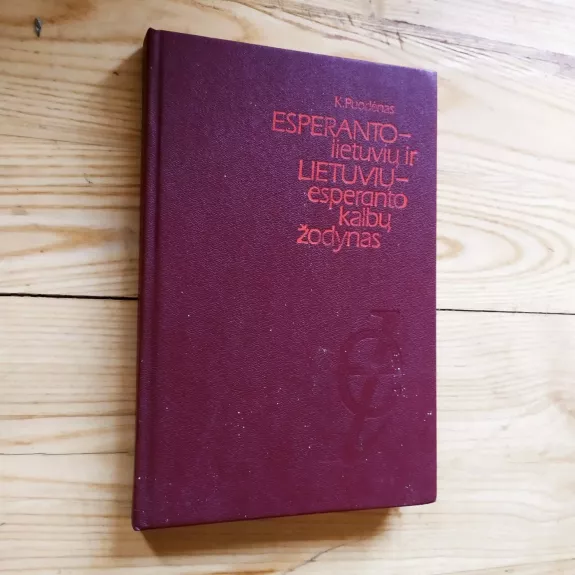 K. Puodėnas
ESPERANTO–
lietuvių ir
LIETUVIŲ–
esperanto
kalbų
žodynas